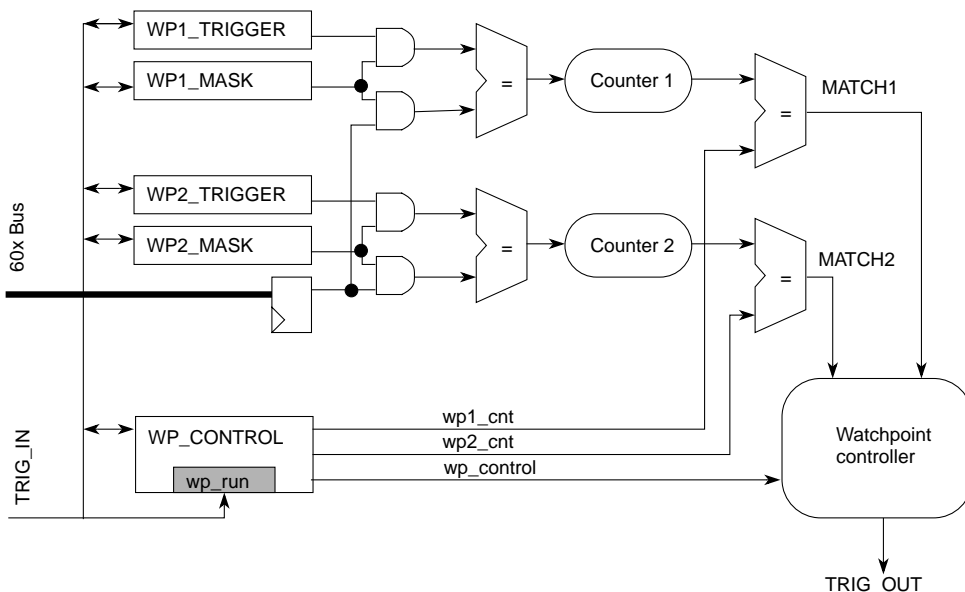 WP1_TRIGGER
WP1_MASK
=
Counter 1
=
MATCH1
WP2_TRIGGER
WP2_MASK
=
Counter 2
=
MATCH2
60x Bus
WP_CONTROL
wp_run
wp1_cnt
wp2_cnt
wp_control
Watchpoint
controller
TRIG_IN
TRIG_OUT